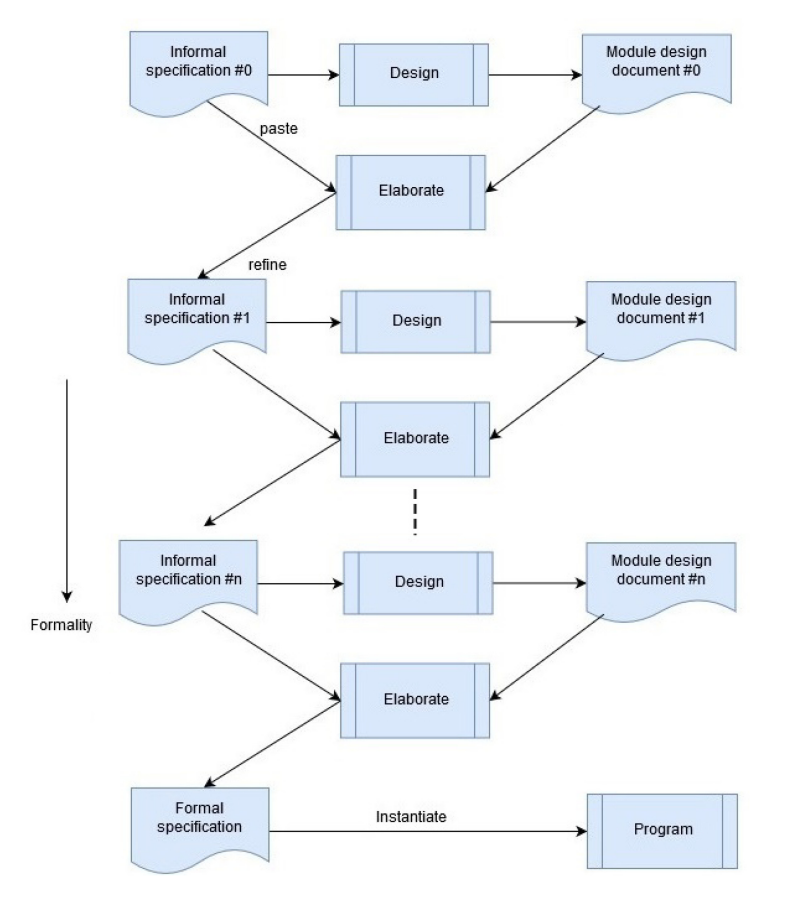 Informal
specification #0
Design
Module design
document #0
paste
Elaborate
refine
Informal
specification #1
Design
Module design
document #1
Elaborate
Informal
specification #n
Design
Module design
document #n
Formality
Elaborate
Formal
specification
Instantiate
Program